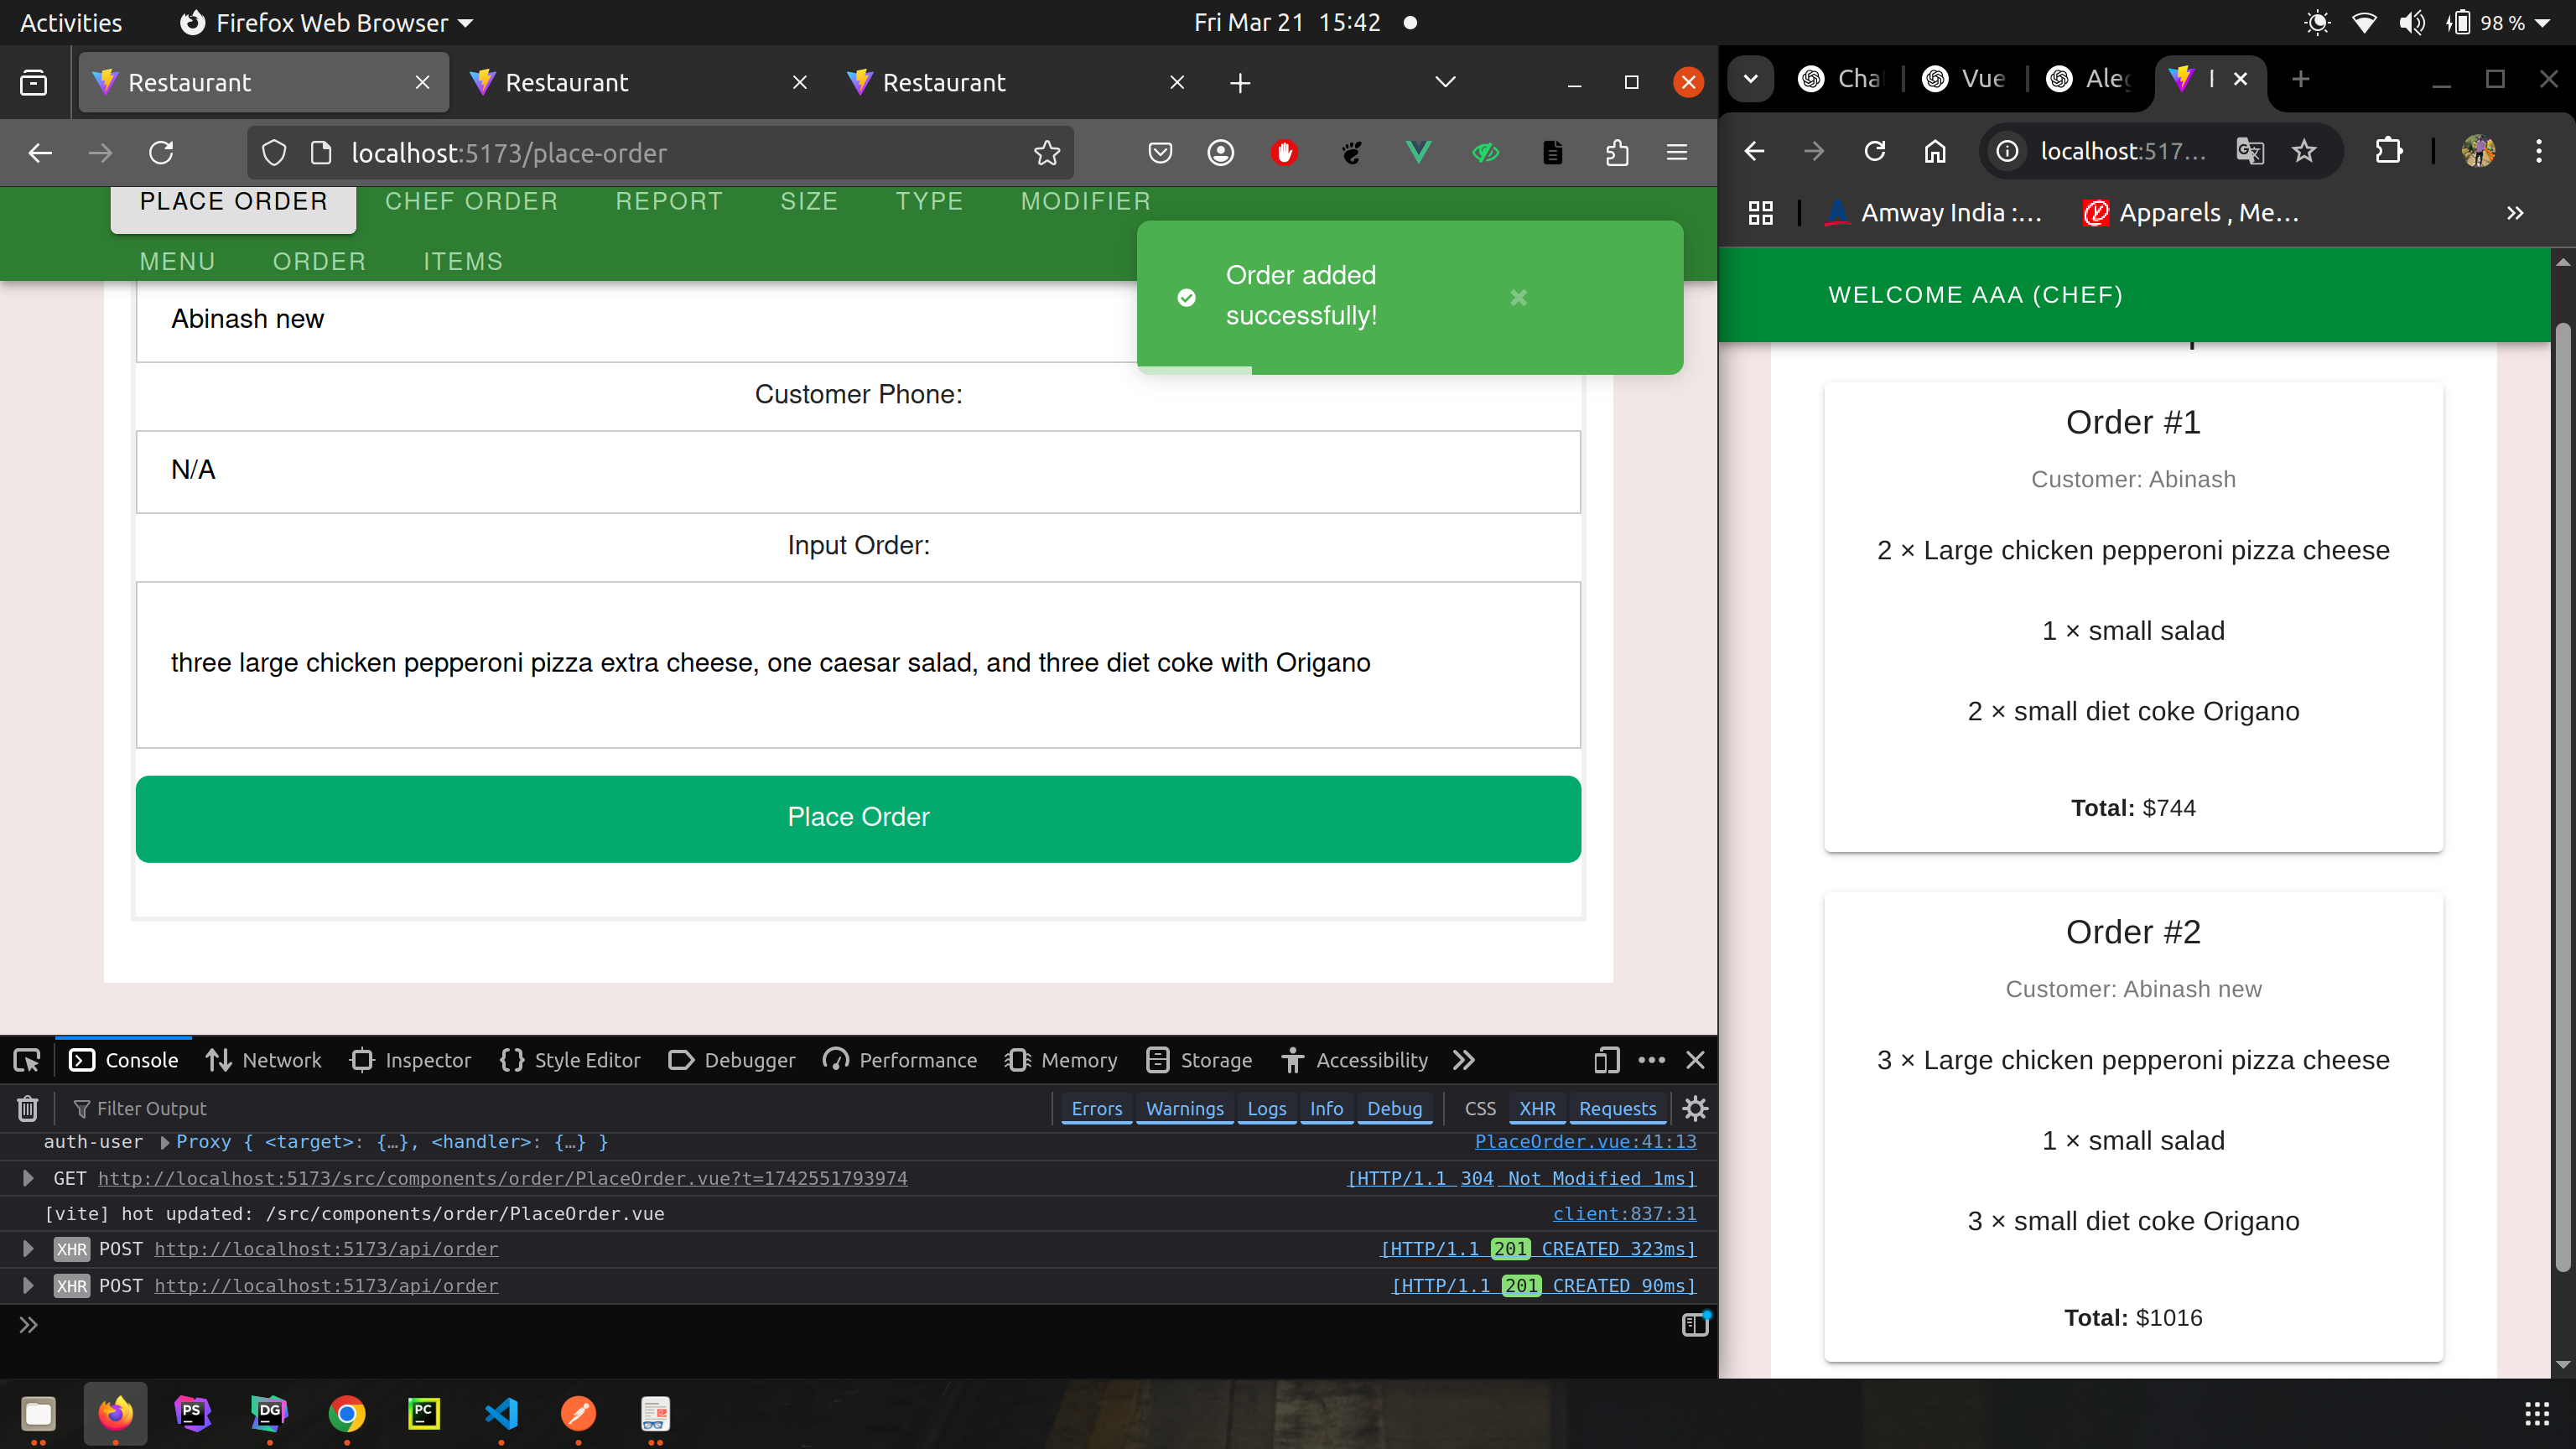 Activities Firefox Web Browser Fri Mar 21 15:42 98 %
Restaurant Restaurant Restaurant
localhost:5173/place-order
PLACE ORDER CHEF ORDER REPORT SIZE TYPE MODIFIER
MENU ORDER ITEMS
Order added
successfully!
Abinash new
Customer Phone:
N/A
Input Order:
three large chicken pepperoni pizza extra cheese, one caesar salad, and three diet coke with Origano
Place Order
Console Network Inspector Style Editor Debugger Performance Memory Storage Accessibility
Filter Output Errors Warnings Logs Info Debug CSS XHR Requests
auth-user Proxy { <target>: {…}, <handler>: {…} } PlaceOrder.vue:41:13
GET http://localhost:5173/src/components/order/PlaceOrder.vue?t=1742551793974 [HTTP/1.1 304 Not Modified 1ms]
[vite] hot updated: /src/components/order/PlaceOrder.vue client:837:31
XHR POST http://localhost:5173/api/order [HTTP/1.1 201 CREATED 323ms]
XHR POST http://localhost:5173/api/order [HTTP/1.1 201 CREATED 90ms]
Cha Vue Ale
localhost:517...
Amway India :... Apparels , Me...
WELCOME AAA (CHEF)
Order #1
Customer: Abinash
2 × Large chicken pepperoni pizza cheese
1 × small salad
2 × small diet coke Origano
Total: $744
Order #2
Customer: Abinash new
3 × Large chicken pepperoni pizza cheese
1 × small salad
3 × small diet coke Origano
Total: $1016
PS DG PC